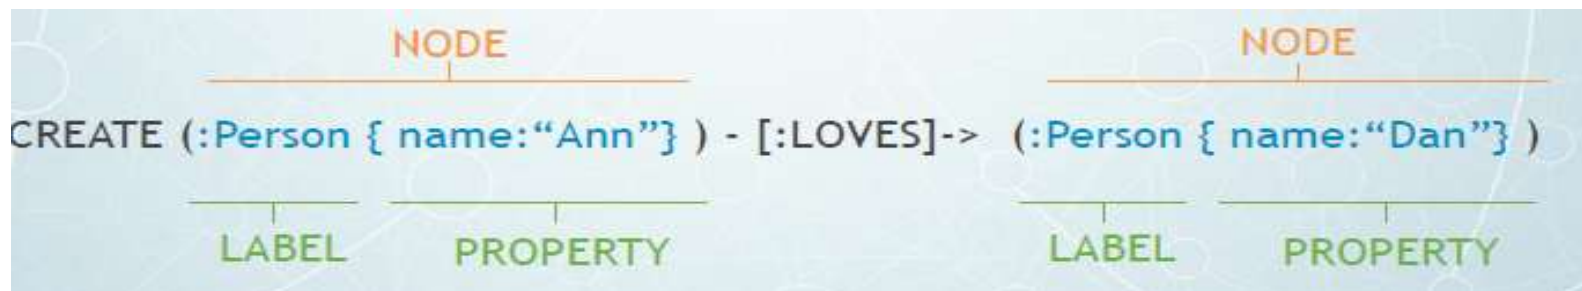 NODE NODE
CREATE (:Person { name:“Ann”} ) - [:LOVES]-> (:Person { name:“Dan”} )
LABEL PROPERTY LABEL PROPERTY